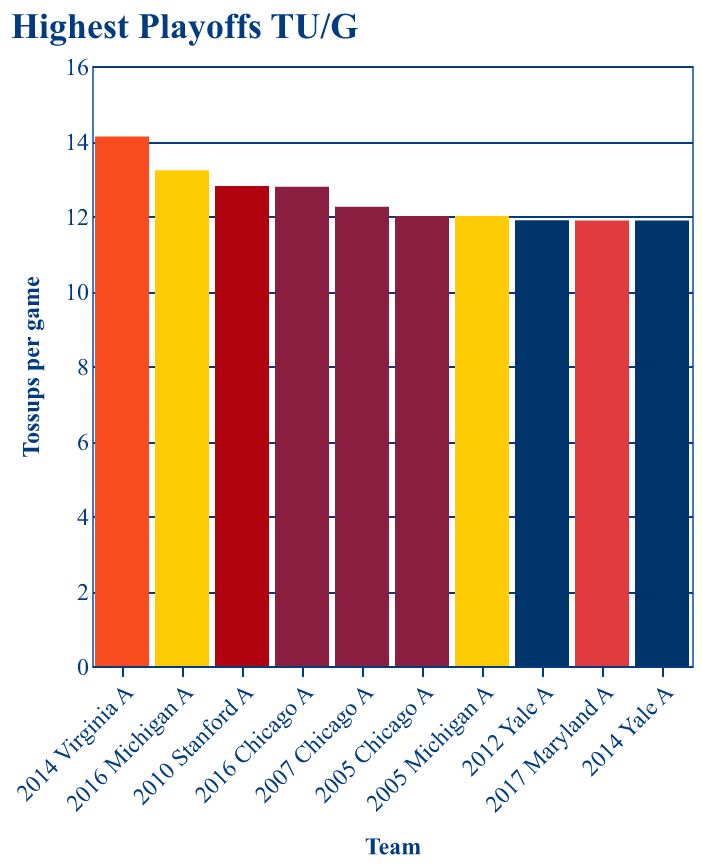 Highest Playoffs TU/G
16
14
12
10
8
6
4
2
0
Tossups per game
2014 Virginia A
2016 Michigan A
2010 Stanford A
2016 Chicago A
2007 Chicago A
2005 Chicago A
2005 Michigan A
2012 Yale A
2017 Maryland A
2014 Yale A
Team